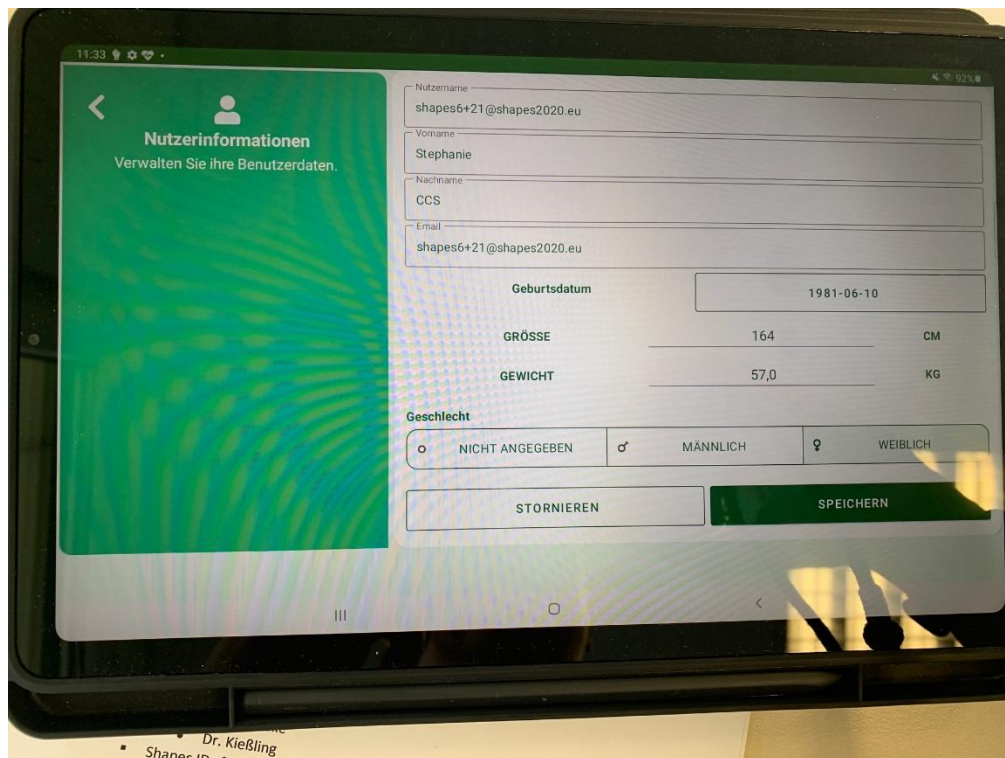 11:33
92%
Nutzerinformationen
Verwalten Sie ihre Benutzerdaten.
Nutzername
shapes6+21@shapes2020.eu
Vorname
Stephanie
Nachname
CCS
Email
shapes6+21@shapes2020.eu
Geburtsdatum 1981-06-10
GRÖSSE 164 CM
GEWICHT 57,0 KG
Geschlecht
NICHT ANGEGEBEN MÄNNLICH WEIBLICH
STORNIEREN SPEICHERN
Dr. Kießling
Shapes